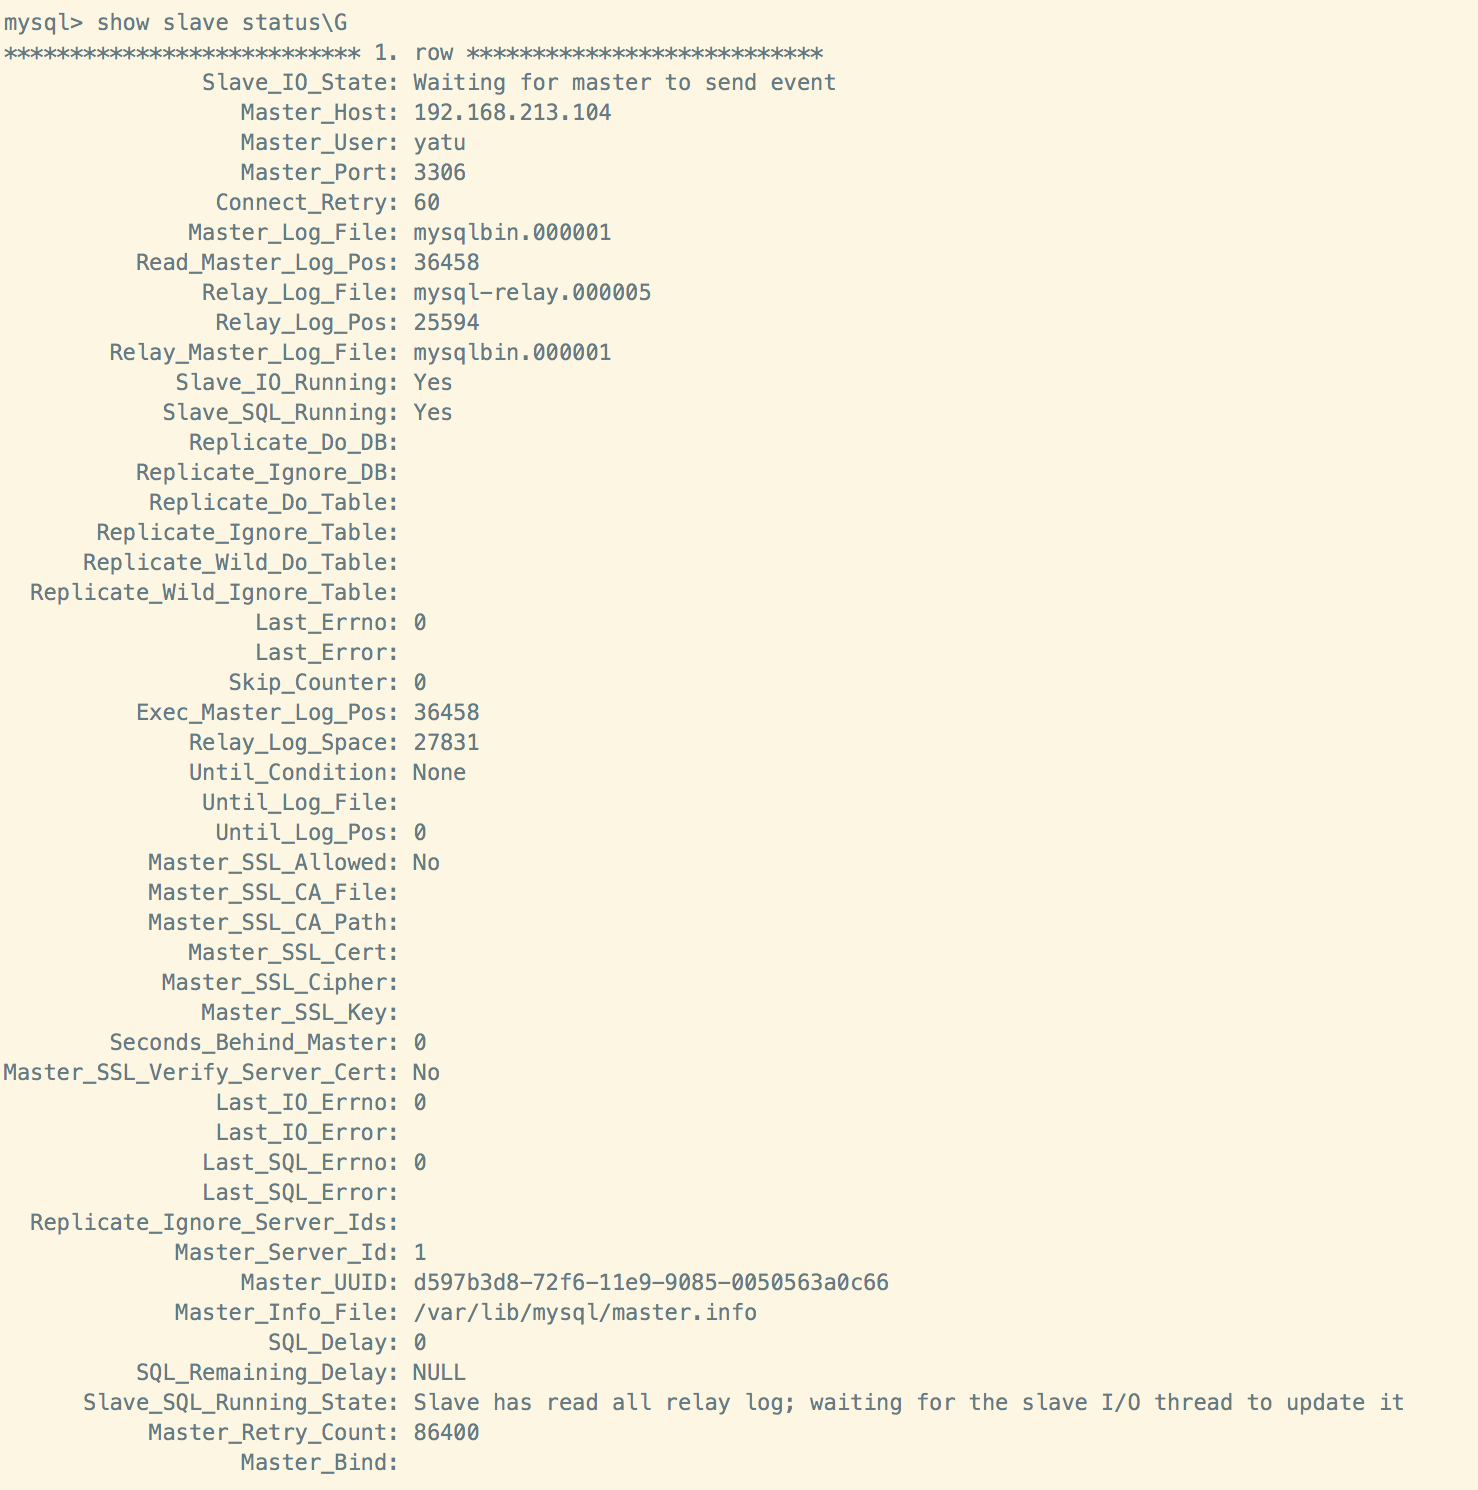 mysql> show slave status\G
*************************** 1. row ***************************
Slave_IO_State: Waiting for master to send event
Master_Host: 192.168.213.104
Master_User: yatu
Master_Port: 3306
Connect_Retry: 60
Master_Log_File: mysqlbin.000001
Read_Master_Log_Pos: 36458
Relay_Log_File: mysql-relay.000005
Relay_Log_Pos: 25594
Relay_Master_Log_File: mysqlbin.000001
Slave_IO_Running: Yes
Slave_SQL_Running: Yes
Replicate_Do_DB:
Replicate_Ignore_DB:
Replicate_Do_Table:
Replicate_Ignore_Table:
Replicate_Wild_Do_Table:
Replicate_Wild_Ignore_Table:
Last_Errno: 0
Last_Error:
Skip_Counter: 0
Exec_Master_Log_Pos: 36458
Relay_Log_Space: 27831
Until_Condition: None
Until_Log_File:
Until_Log_Pos: 0
Master_SSL_Allowed: No
Master_SSL_CA_File:
Master_SSL_CA_Path:
Master_SSL_Cert:
Master_SSL_Cipher:
Master_SSL_Key:
Seconds_Behind_Master: 0
Master_SSL_Verify_Server_Cert: No
Last_IO_Errno: 0
Last_IO_Error:
Last_SQL_Errno: 0
Last_SQL_Error:
Replicate_Ignore_Server_Ids:
Master_Server_Id: 1
Master_UUID: d597b3d8-72f6-11e9-9085-0050563a0c66
Master_Info_File: /var/lib/mysql/master.info
SQL_Delay: 0
SQL_Remaining_Delay: NULL
Slave_SQL_Running_State: Slave has read all relay log; waiting for the slave I/O thread to update it
Master_Retry_Count: 86400
Master_Bind: